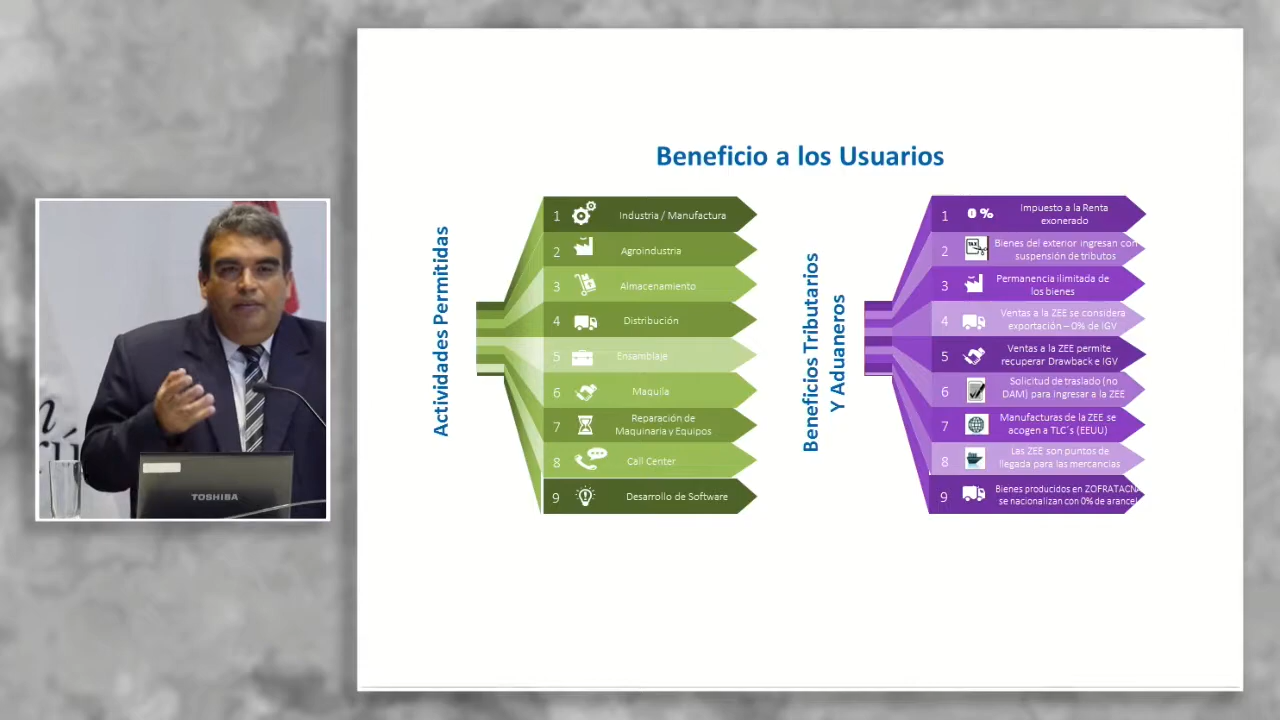 Beneficio a los Usuarios
Actividades Permitidas
1 Industria / Manufactura
2 Agroindustria
3 Almacenamiento
4 Distribución
5 Ensamblaje
6 Maquila
7 Reparación de
Maquinaria y Equipos
8 Call Center
9 Desarrollo de Software
Beneficios Tributarios
Y Aduaneros
1 0 % Impuesto a la Renta
exonerado
2 TAX Bienes del exterior ingresan con
suspensión de tributos
3 Permanencia ilimitada de
los bienes
4 Ventas a la ZEE se considera
exportación – 0% de IGV
5 Ventas a la ZEE permite
recuperar Drawback e IGV
6 Solicitud de traslado (no
DAM) para ingresar a la ZEE
7 Manufacturas de la ZEE se
acogen a TLC´s (EEUU)
8 Las ZEE son puntos de
llegada para las mercancías
9 Bienes producidos en ZOFRATACNA
se nacionalizan con 0% de arancel
TOSHIBA